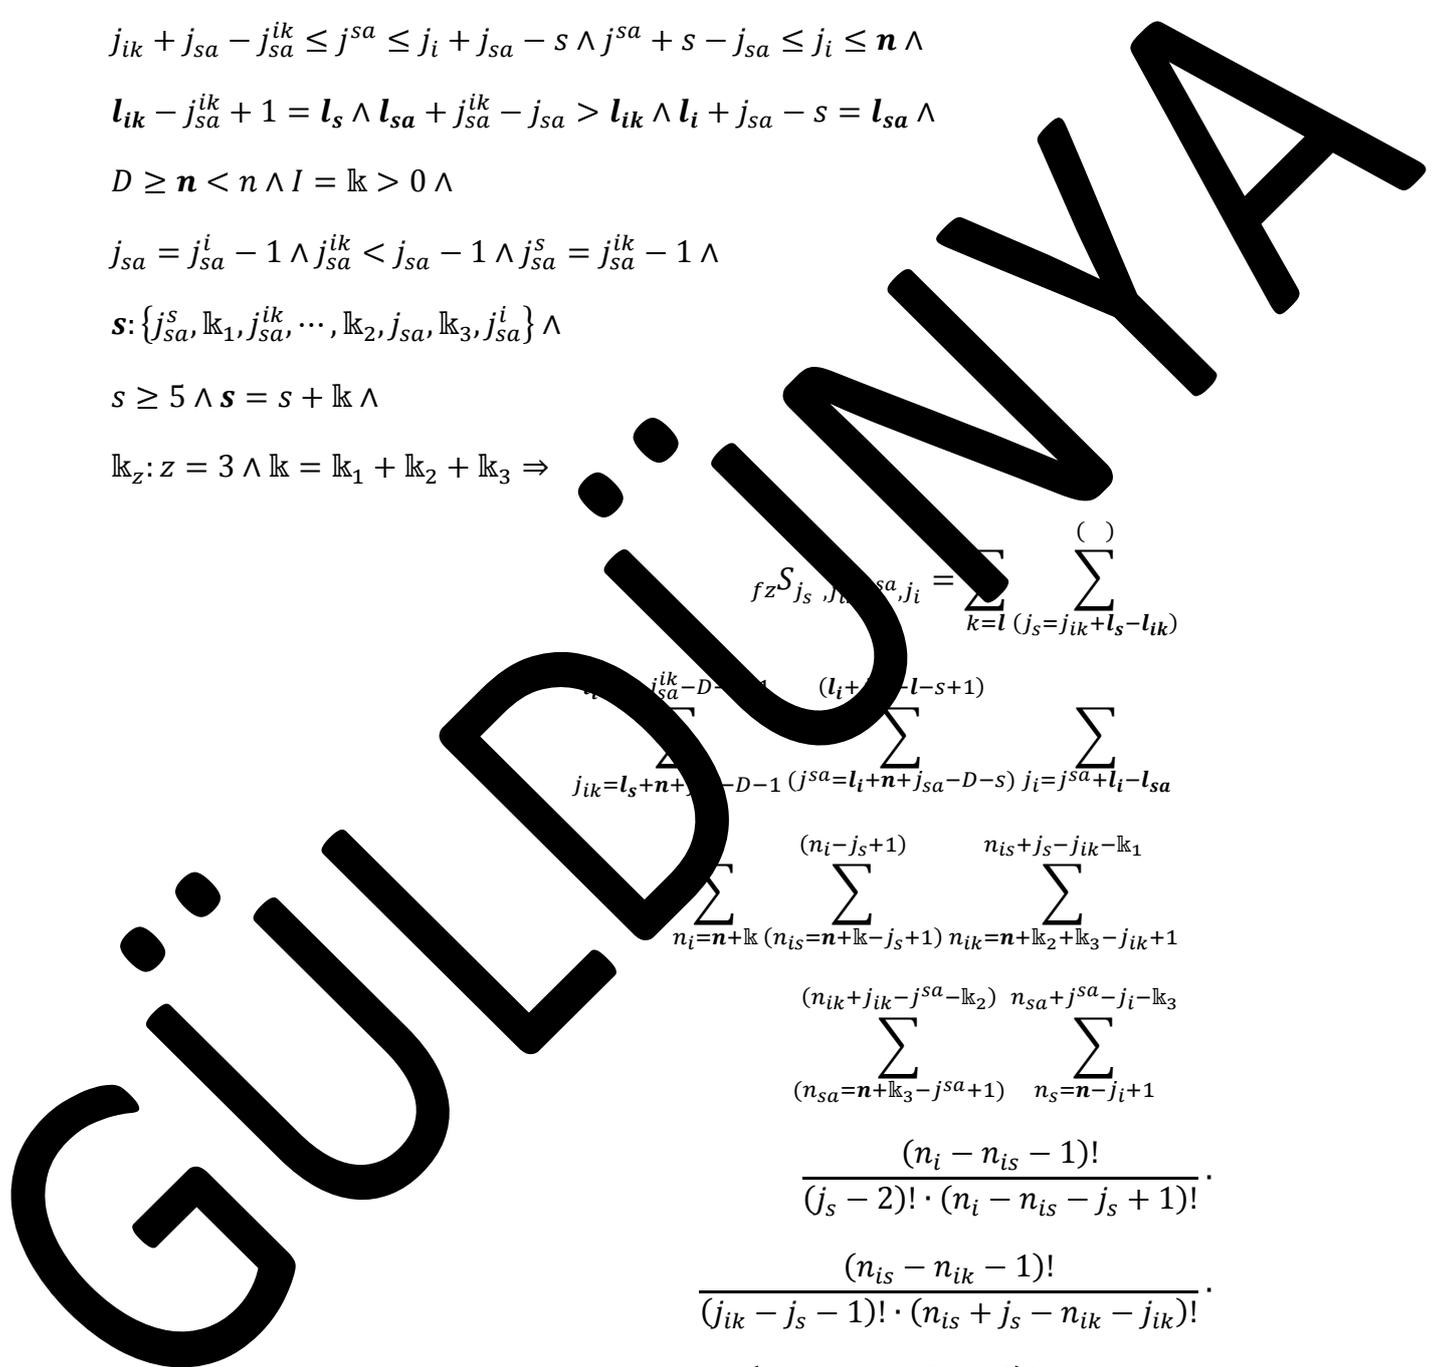 j_{ik} + j_{sa} − j_{sa}^{ik} ≤ j^{sa} ≤ j_i + j_{sa} − s ∧ j^{sa} + s − j_{sa} ≤ j_i ≤ n ∧
l_{ik} − j_{sa}^{ik} + 1 = l_s ∧ l_{sa} + j_{sa}^{ik} − j_{sa} > l_{ik} ∧ l_i + j_{sa} − s = l_{sa} ∧
D ≥ n < n ∧ I = 𝕜 > 0 ∧
j_{sa} = j_{sa}^{i} − 1 ∧ j_{sa}^{ik} < j_{sa} − 1 ∧ j_{sa}^{s} = j_{sa}^{ik} − 1 ∧
s: {j_{sa}^{s}, 𝕜_1, j_{sa}^{ik}, ⋯ , 𝕜_2, j_{sa}, 𝕜_3, j_{sa}^{i}} ∧
s ≥ 5 ∧ s = s + 𝕜 ∧
𝕜_z: z = 3 ∧ 𝕜 = 𝕜_1 + 𝕜_2 + 𝕜_3 ⇒
( )
_{fz}S_{j_s ,} _{,j_i} = ∑ ∑
k=l (j_s=j_{ik}+l_s−l_{ik})
j_{sa}^{ik}−D− (l_i+ −l−s+1)
∑ ∑ ∑
j_{ik}=l_s+n+ −D−1 (j^{sa}=l_i+n+j_{sa}−D−s) j_i=j^{sa}+l_i−l_{sa}
(n_i−j_s+1) n_{is}+j_s−j_{ik}−𝕜_1
∑ ∑ ∑
n_i=n+𝕜 (n_{is}=n+𝕜−j_s+1) n_{ik}=n+𝕜_2+𝕜_3−j_{ik}+1
(n_{ik}+j_{ik}−j^{sa}−𝕜_2) n_{sa}+j^{sa}−j_i−𝕜_3
∑ ∑
(n_{sa}=n+𝕜_3−j^{sa}+1) n_s=n−j_i+1
(n_i − n_{is} − 1)!
(j_s − 2)! · (n_i − n_{is} − j_s + 1)! ·
(n_{is} − n_{ik} − 1)!
(j_{ik} − j_s − 1)! · (n_{is} + j_s − n_{ik} − j_{ik})! ·
GÜLDÜNYA